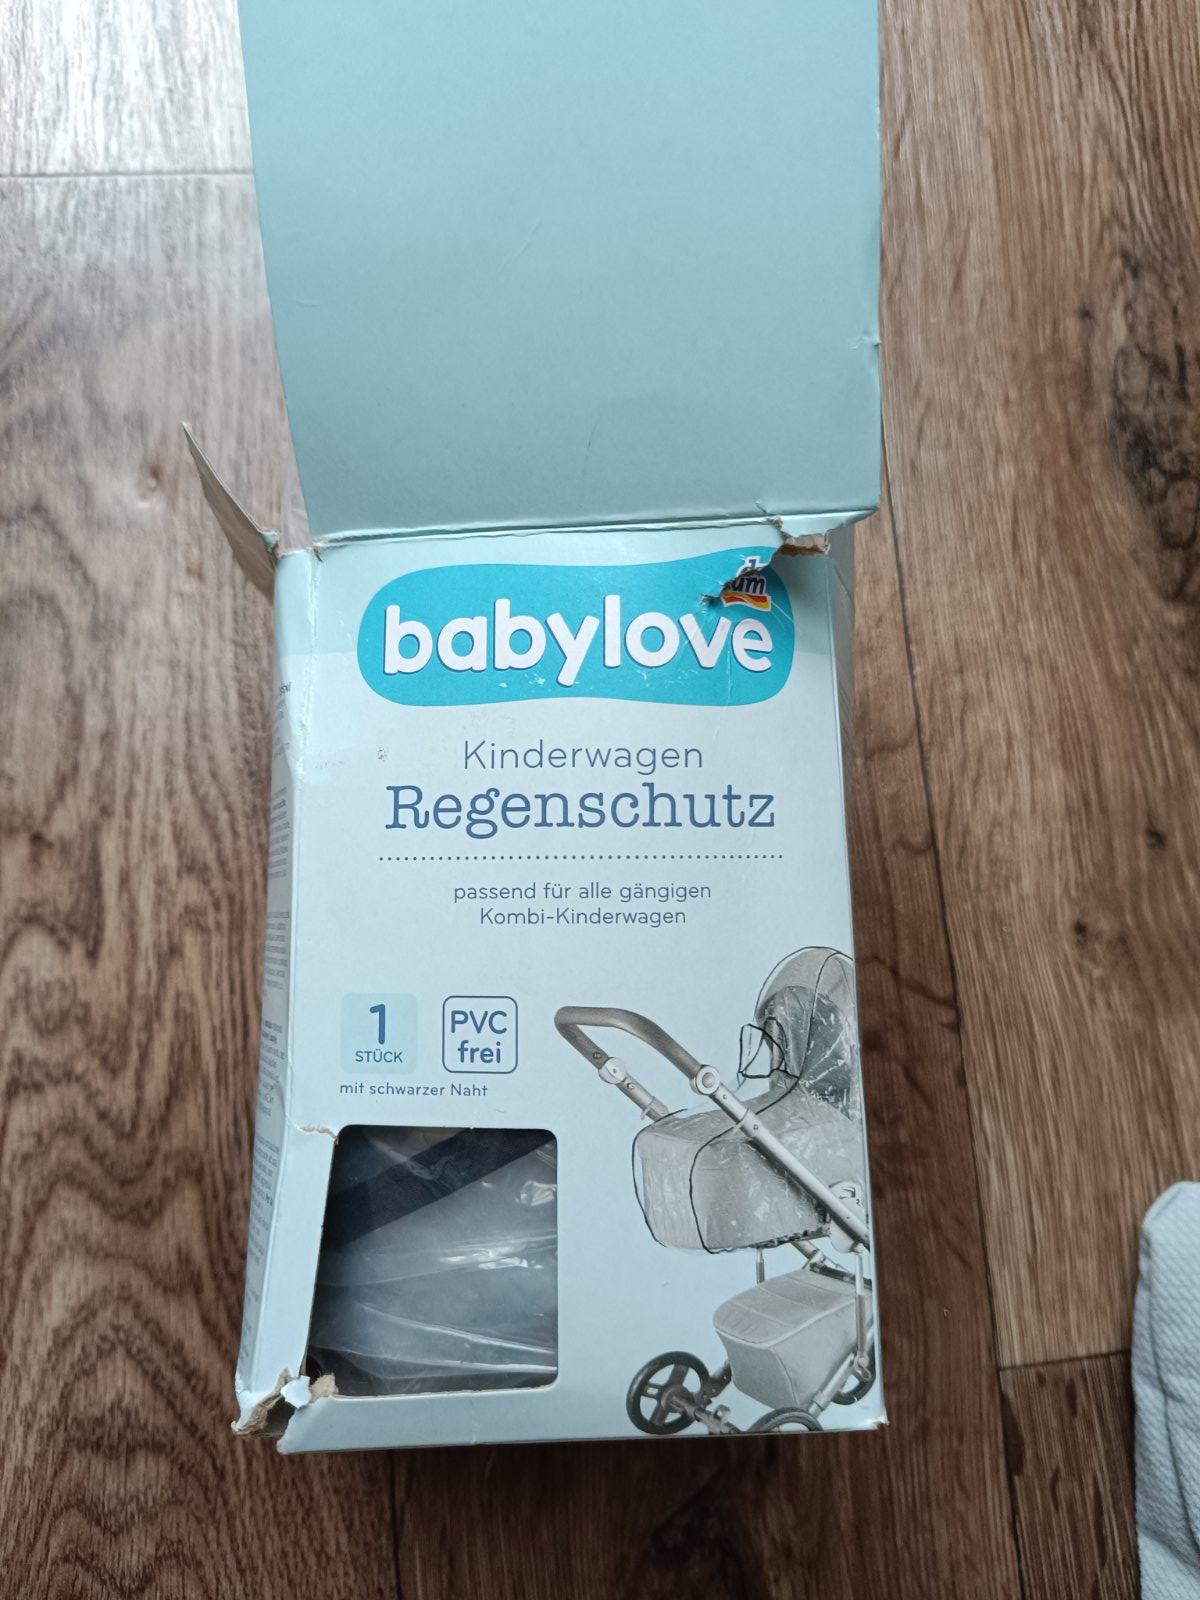 dm
babylove
Kinderwagen
Regenschutz
passend für alle gängigen
Kombi-Kinderwagen
1
STÜCK
PVC
frei
mit schwarzer Naht